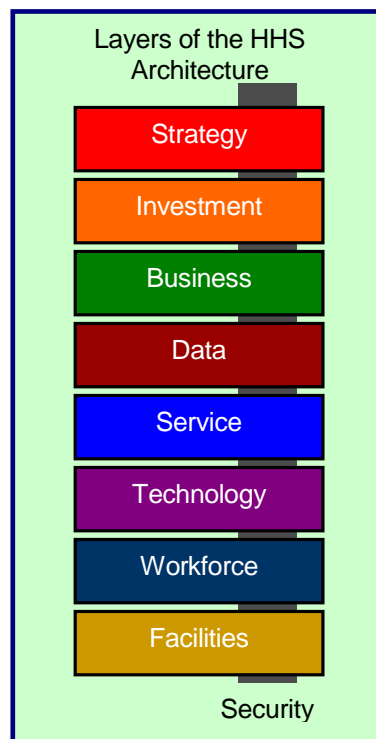 Layers of the HHS
Architecture
Strategy
Investment
Business
Data
Service
Technology
Workforce
Facilities
Security